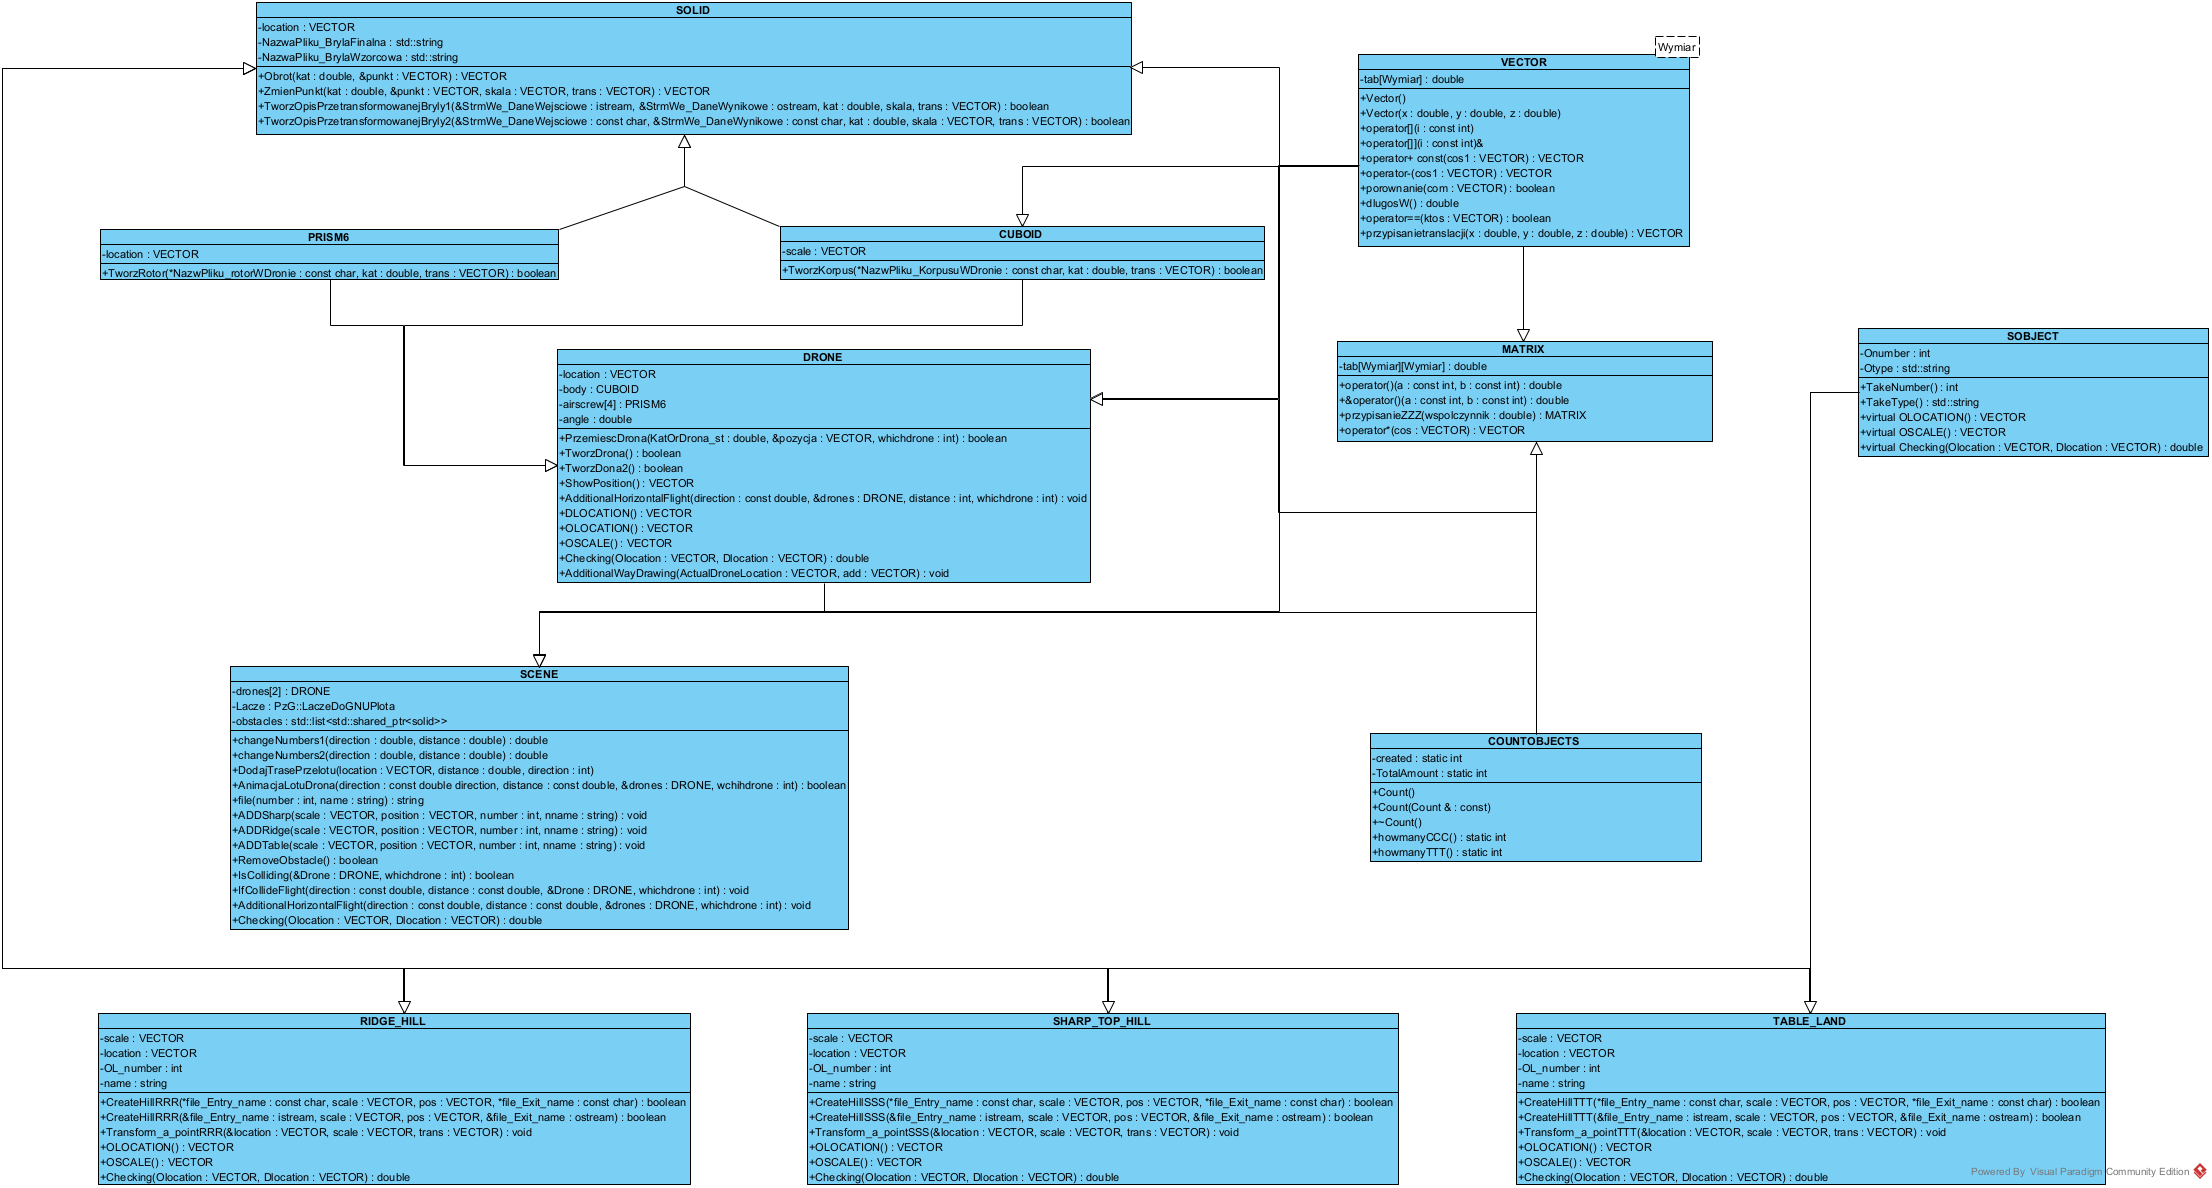 SOLID
-location : VECTOR
-NazwaPliku_BrylaFinalna : std::string
-NazwaPliku_BrylaWzorcowa : std::string
+Obrot(kat : double, &punkt : VECTOR) : VECTOR
+ZmienPunkt(kat : double, &punkt : VECTOR, skala : VECTOR, trans : VECTOR) : VECTOR
+TworzOpisPrzetransformowanejBryly1(&StrmWe_DaneWejsciowe : istream, &StrmWe_DaneWynikowe : ostream, kat : double, skala, trans : VECTOR) : boolean
+TworzOpisPrzetransformowanejBryly2(&StrmWe_DaneWejsciowe : const char, &StrmWe_DaneWynikowe : const char, kat : double, skala : VECTOR, trans : VECTOR) : boolean
Wymiar
VECTOR
-tab[Wymiar] : double
+Vector()
+Vector(x : double, y : double, z : double)
+operator[](i : const int)
+operator[]](i : const int)&
+operator+ const(cos1 : VECTOR) : VECTOR
+operator-(cos1 : VECTOR) : VECTOR
+porownanie(com : VECTOR) : boolean
+dlugosW() : double
+operator==(ktos : VECTOR) : boolean
+przypisanietranslacji(x : double, y : double, z : double) : VECTOR
PRISM6
-location : VECTOR
+TworzRotor(*NazwPliku_rotorWDronie : const char, kat : double, trans : VECTOR) : boolean
CUBOID
-scale : VECTOR
+TworzKorpus(*NazwPliku_KorpusuWDronie : const char, kat : double, trans : VECTOR) : boolean
DRONE
-location : VECTOR
-body : CUBOID
-airscrew[4] : PRISM6
-angle : double
+PrzemiescDrona(KatOrDrona_st : double, &pozycja : VECTOR, whichdrone : int) : boolean
+TworzDrona() : boolean
+TworzDona2() : boolean
+ShowPosition() : VECTOR
+AdditionalHorizontalFlight(direction : const double, &drones : DRONE, distance : int, whichdrone : int) : void
+DLOCATION() : VECTOR
+OLOCATION() : VECTOR
+OSCALE() : VECTOR
+Checking(Olocation : VECTOR, Dlocation : VECTOR) : double
+AdditionalWayDrawing(ActualDroneLocation : VECTOR, add : VECTOR) : void
MATRIX
-tab[Wymiar][Wymiar] : double
+operator()(a : const int, b : const int) : double
+&operator()(a : const int, b : const int) : double
+przypisanieZZZ(wspolczynnik : double) : MATRIX
+operator*(cos : VECTOR) : VECTOR
SOBJECT
-Onumber : int
-Otype : std::string
+TakeNumber() : int
+TakeType() : std::string
+virtual OLOCATION() : VECTOR
+virtual OSCALE() : VECTOR
+virtual Checking(Olocation : VECTOR, Dlocation : VECTOR) : double
SCENE
-drones[2] : DRONE
-Lacze : PzG::LaczeDoGNUPlota
-obstacles : std::list<std::shared_ptr<solid>>
+changeNumbers1(direction : double, distance : double) : double
+changeNumbers2(direction : double, distance : double) : double
+DodajTrasePrzelotu(location : VECTOR, distance : double, direction : int)
+AnimacjaLotuDrona(direction : const double direction, distance : const double, &drones : DRONE, wchihdrone : int) : boolean
+file(number : int, name : string) : string
+ADDSharp(scale : VECTOR, position : VECTOR, number : int, nname : string) : void
+ADDRidge(scale : VECTOR, position : VECTOR, number : int, nname : string) : void
+ADDTable(scale : VECTOR, position : VECTOR, number : int, nname : string) : void
+RemoveObstacle() : boolean
+IsColliding(&Drone : DRONE, whichdrone : int) : boolean
+IfCollideFlight(direction : const double, distance : const double, &Drone : DRONE, whichdrone : int) : void
+AdditionalHorizontalFlight(direction : const double, distance : const double, &drones : DRONE, whichdrone : int) : void
+Checking(Olocation : VECTOR, Dlocation : VECTOR) : double
COUNTOBJECTS
-created : static int
-TotalAmount : static int
+Count()
+Count(Count & : const)
+~Count()
+howmanyCCC() : static int
+howmanyTTT() : static int
RIDGE_HILL
-scale : VECTOR
-location : VECTOR
-OL_number : int
-name : string
+CreateHillRRR(*file_Entry_name : const char, scale : VECTOR, pos : VECTOR, *file_Exit_name : const char) : boolean
+CreateHillRRR(&file_Entry_name : istream, scale : VECTOR, pos : VECTOR, &file_Exit_name : ostream) : boolean
+Transform_a_pointRRR(&location : VECTOR, scale : VECTOR, trans : VECTOR) : void
+OLOCATION() : VECTOR
+OSCALE() : VECTOR
+Checking(Olocation : VECTOR, Dlocation : VECTOR) : double
SHARP_TOP_HILL
-scale : VECTOR
-location : VECTOR
-OL_number : int
-name : string
+CreateHillSSS(*file_Entry_name : const char, scale : VECTOR, pos : VECTOR, *file_Exit_name : const char) : boolean
+CreateHillSSS(&file_Entry_name : istream, scale : VECTOR, pos : VECTOR, &file_Exit_name : ostream) : boolean
+Transform_a_pointSSS(&location : VECTOR, scale : VECTOR, trans : VECTOR) : void
+OLOCATION() : VECTOR
+OSCALE() : VECTOR
+Checking(Olocation : VECTOR, Dlocation : VECTOR) : double
TABLE_LAND
-scale : VECTOR
-location : VECTOR
-OL_number : int
-name : string
+CreateHillTTT(*file_Entry_name : const char, scale : VECTOR, pos : VECTOR, *file_Exit_name : const char) : boolean
+CreateHillTTT(&file_Entry_name : istream, scale : VECTOR, pos : VECTOR, &file_Exit_name : ostream) : boolean
+Transform_a_pointTTT(&location : VECTOR, scale : VECTOR, trans : VECTOR) : void
+OLOCATION() : VECTOR
+OSCALE() : VECTOR
+Checking(Olocation : VECTOR, Dlocation : VECTOR) : double
Powered By Visual Paradigm Community Edition